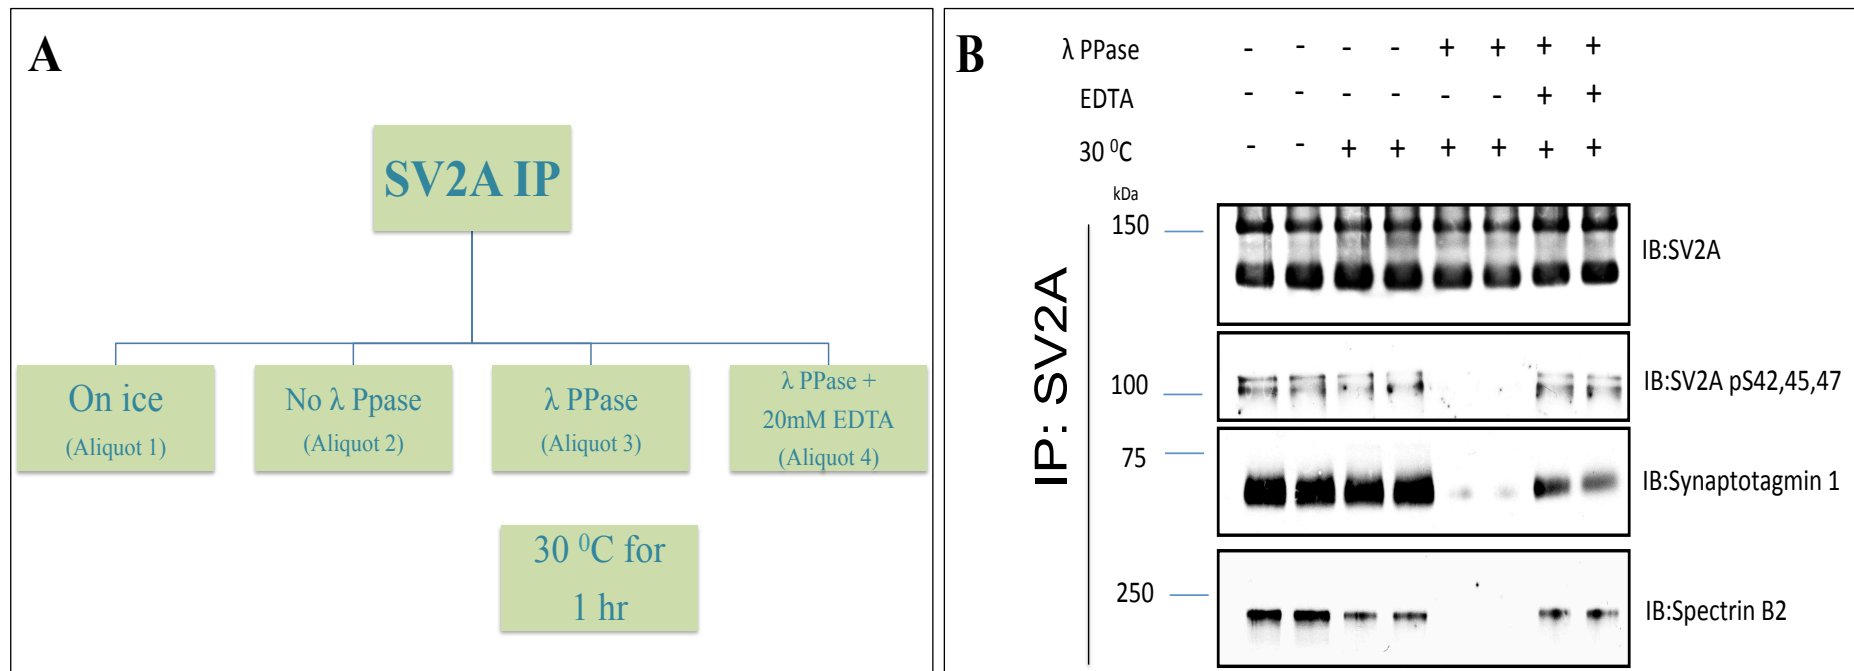 A
SV2A IP
On ice
(Aliquot 1)
No λ Ppase
(Aliquot 2)
λ PPase
(Aliquot 3)
λ PPase +
20mM EDTA
(Aliquot 4)
30 ⁰C for
1 hr
B
λ PPase - - - - + + + +
EDTA - - - - - - + +
30 ⁰C - - + + + + + +
kDa
150
IB:SV2A
100
IB:SV2A pS42,45,47
75
IB:Synaptotagmin 1
250
IB:Spectrin B2
IP: SV2A